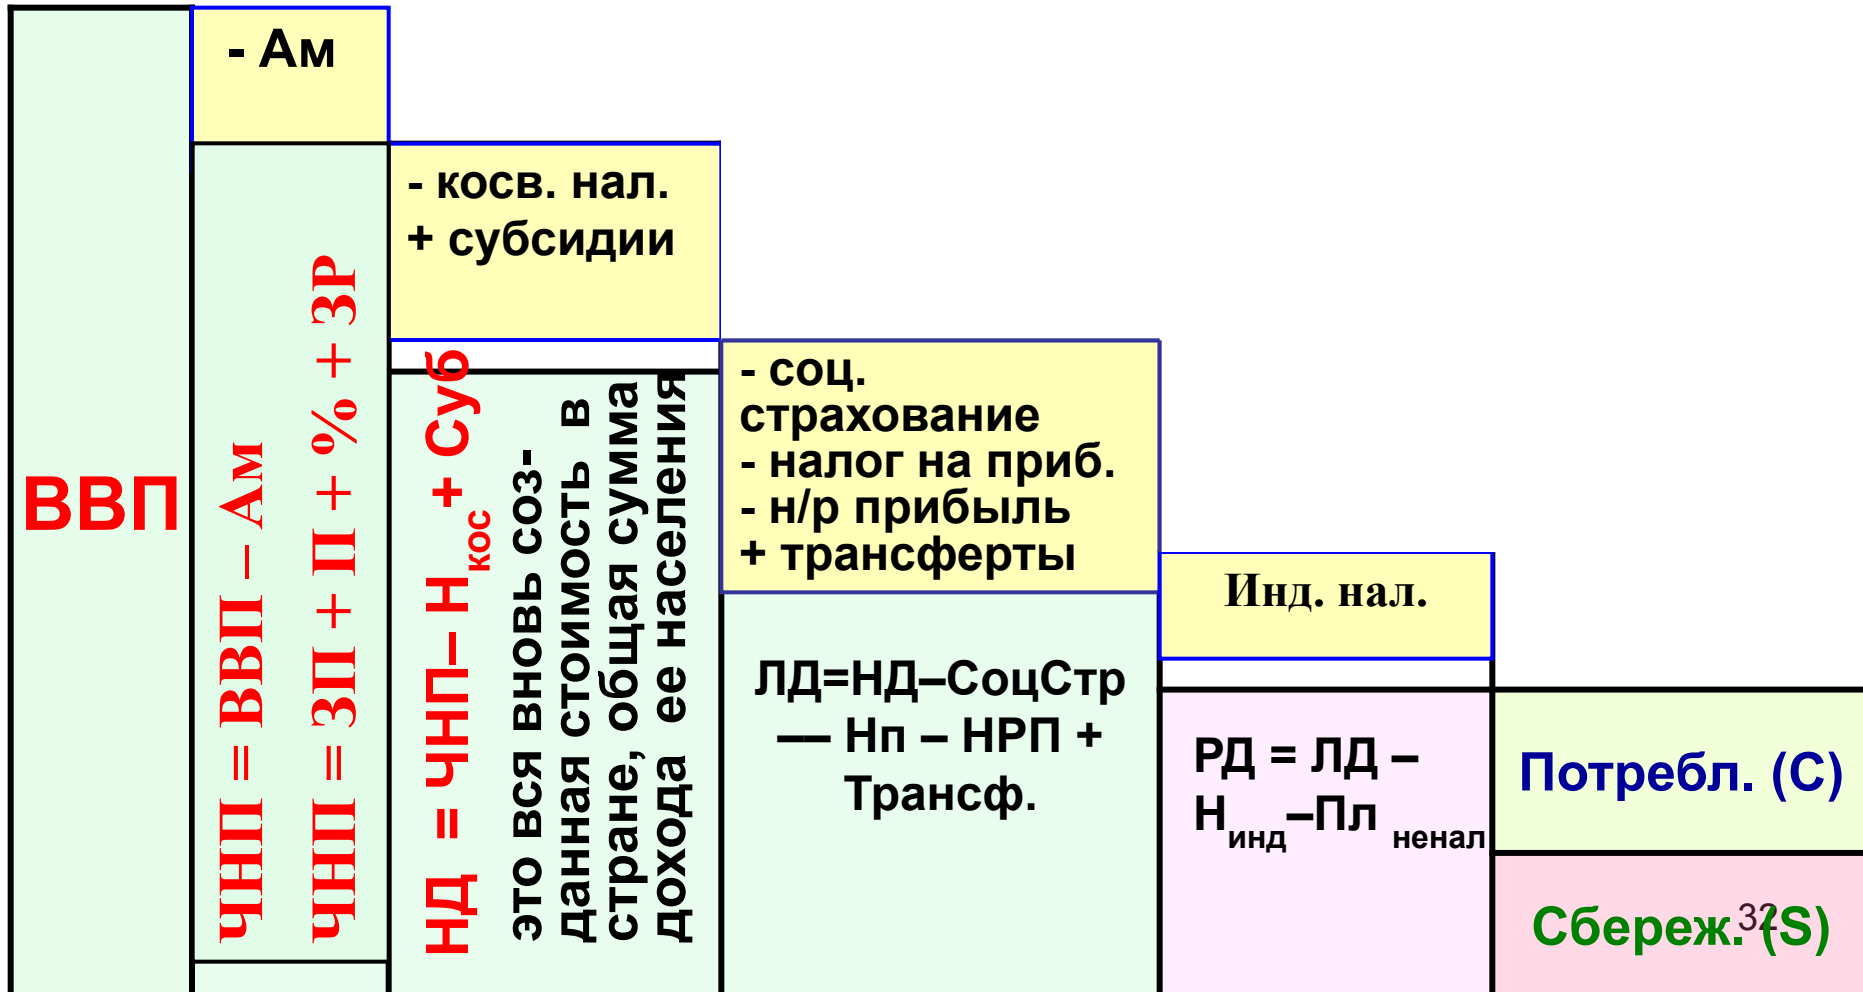 ВВП
- Ам
ЧНП = ВВП – Ам
ЧНП = ЗП + П + % + ЗР
- косв. нал.
+ субсидии
НД = ЧНП– Нкос + Суб
это вся вновь соз-
данная стоимость в
стране, общая сумма
дохода ее населения
- соц.
страхование
- налог на приб.
- н/р прибыль
+ трансферты
ЛД=НД–СоцСтр
–– Нп – НРП +
Трансф.
Инд. нал.
РД = ЛД –
Нинд–Пл ненал
Потребл. (С)
Сбереж. (S)
32